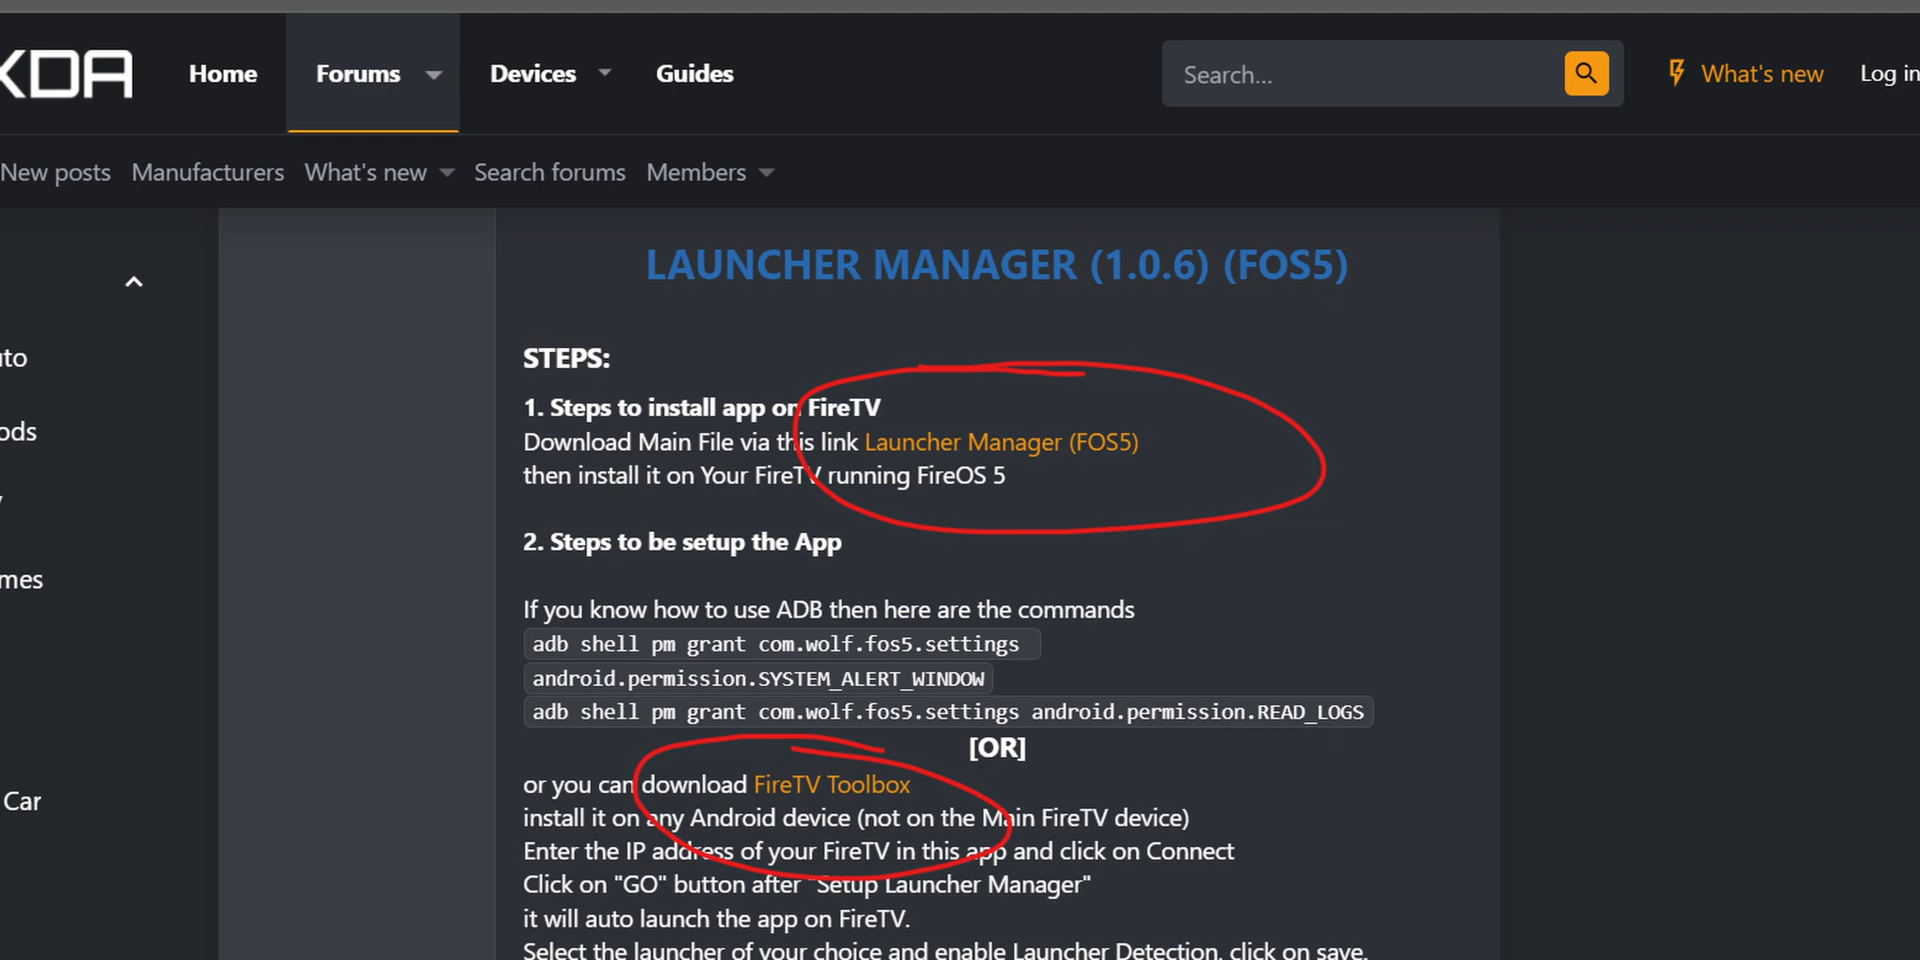 XDA
Home Forums Devices Guides Search... What's new Log in
New posts Manufacturers What's new Search forums Members
LAUNCHER MANAGER (1.0.6) (FOS5)
STEPS:
1. Steps to install app on FireTV
Download Main File via this link Launcher Manager (FOS5)
then install it on Your FireTV running FireOS 5
2. Steps to be setup the App
If you know how to use ADB then here are the commands
adb shell pm grant com.wolf.fos5.settings
android.permission.SYSTEM_ALERT_WINDOW
adb shell pm grant com.wolf.fos5.settings android.permission.READ_LOGS
[OR]
or you can download FireTV Toolbox
install it on any Android device (not on the Main FireTV device)
Enter the IP address of your FireTV in this app and click on Connect
Click on "GO" button after "Setup Launcher Manager"
it will auto launch the app on FireTV.
Select the launcher of your choice and enable Launcher Detection, click on save.
uto
ods
mes
Car